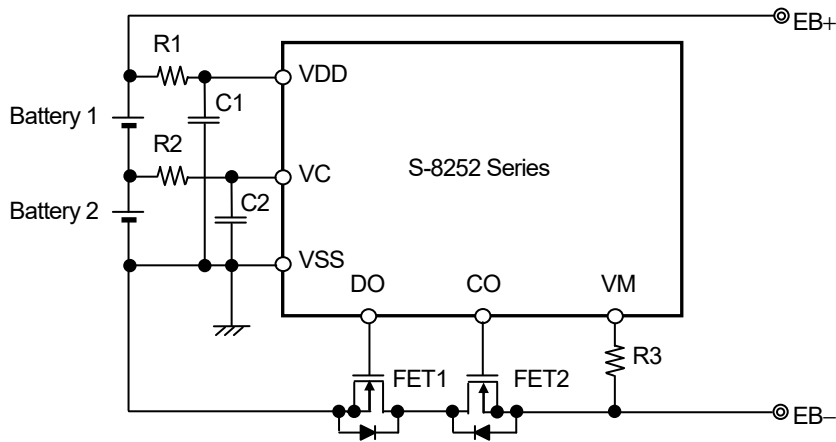 EB+
R1
VDD
C1
Battery 1
R2
S-8252 Series
VC
C2
Battery 2
VSS
DO
CO
VM
R3
FET1
FET2
EB−